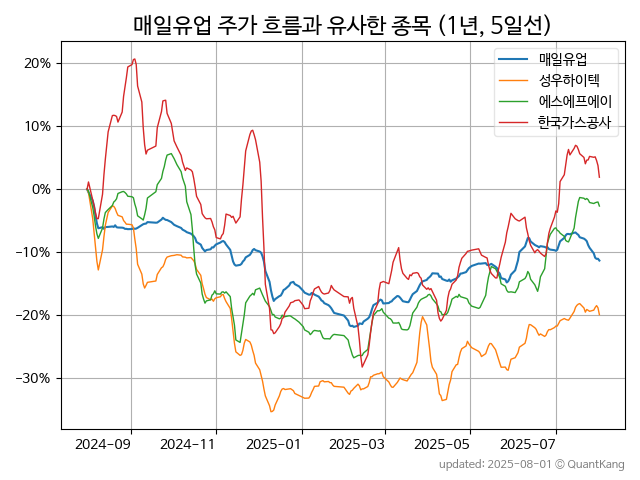 매일유업 주가 흐름과 유사한 종목 (1년, 5일선)
매일유업
성우하이텍
에스에프에이
한국가스공사
20%
10%
0%
−10%
−20%
−30%
2024-09 2024-11 2025-01 2025-03 2025-05 2025-07
updated: 2025-08-01 © QuantKang